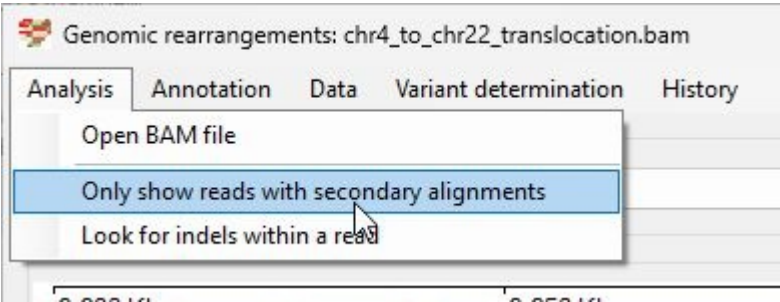 Genomic rearrangements: chr4_to_chr22_translocation.bam
Analysis Annotation Data Variant determination History
Open BAM file
Only show reads with secondary alignments
Look for indels within a read